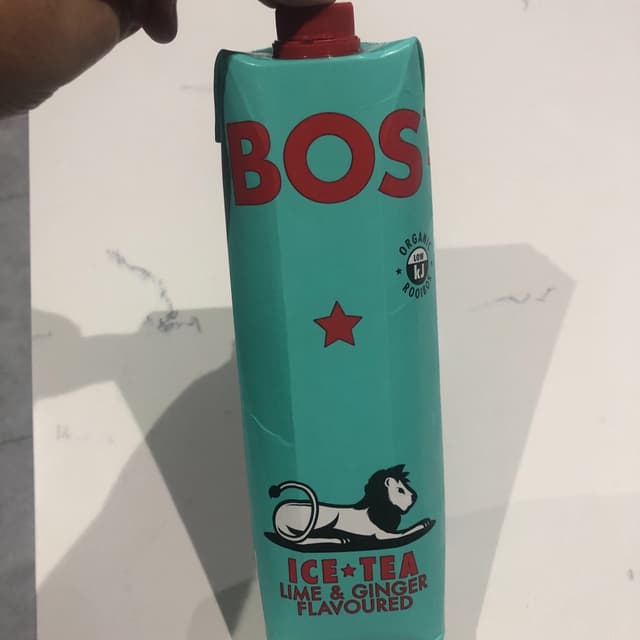 BOS
ORGANIC
LOW
kJ
ROOIBOS
ICE★TEA
LIME & GINGER
FLAVOURED